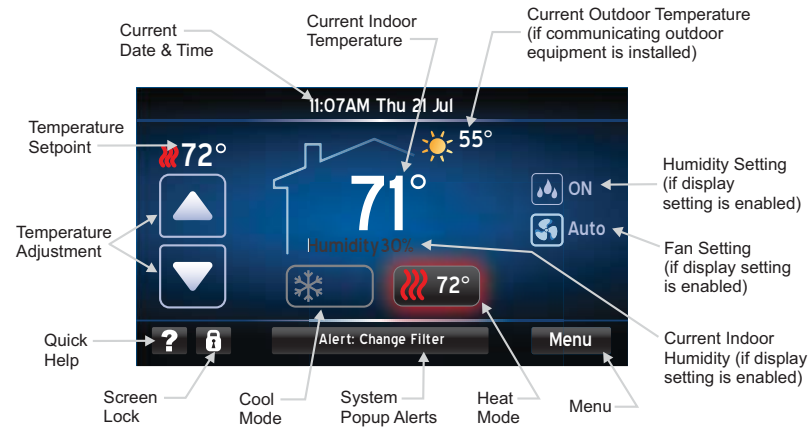 Current
Date & Time
Current Indoor
Temperature
Current Outdoor Temperature
(if communicating outdoor
equipment is installed)
11:07AM Thu 21 Jul
Temperature
Setpoint
72°
55°
71°
Humidity 30%
ON
Auto
Humidity Setting
(if display
setting is enabled)
Temperature
Adjustment
Fan Setting
(if display setting
is enabled)
72°
Quick
Help
?
Alert: Change Filter
Menu
Current Indoor
Humidity (if display
setting is enabled)
Screen
Lock
Cool
Mode
System
Popup Alerts
Heat
Mode
Menu